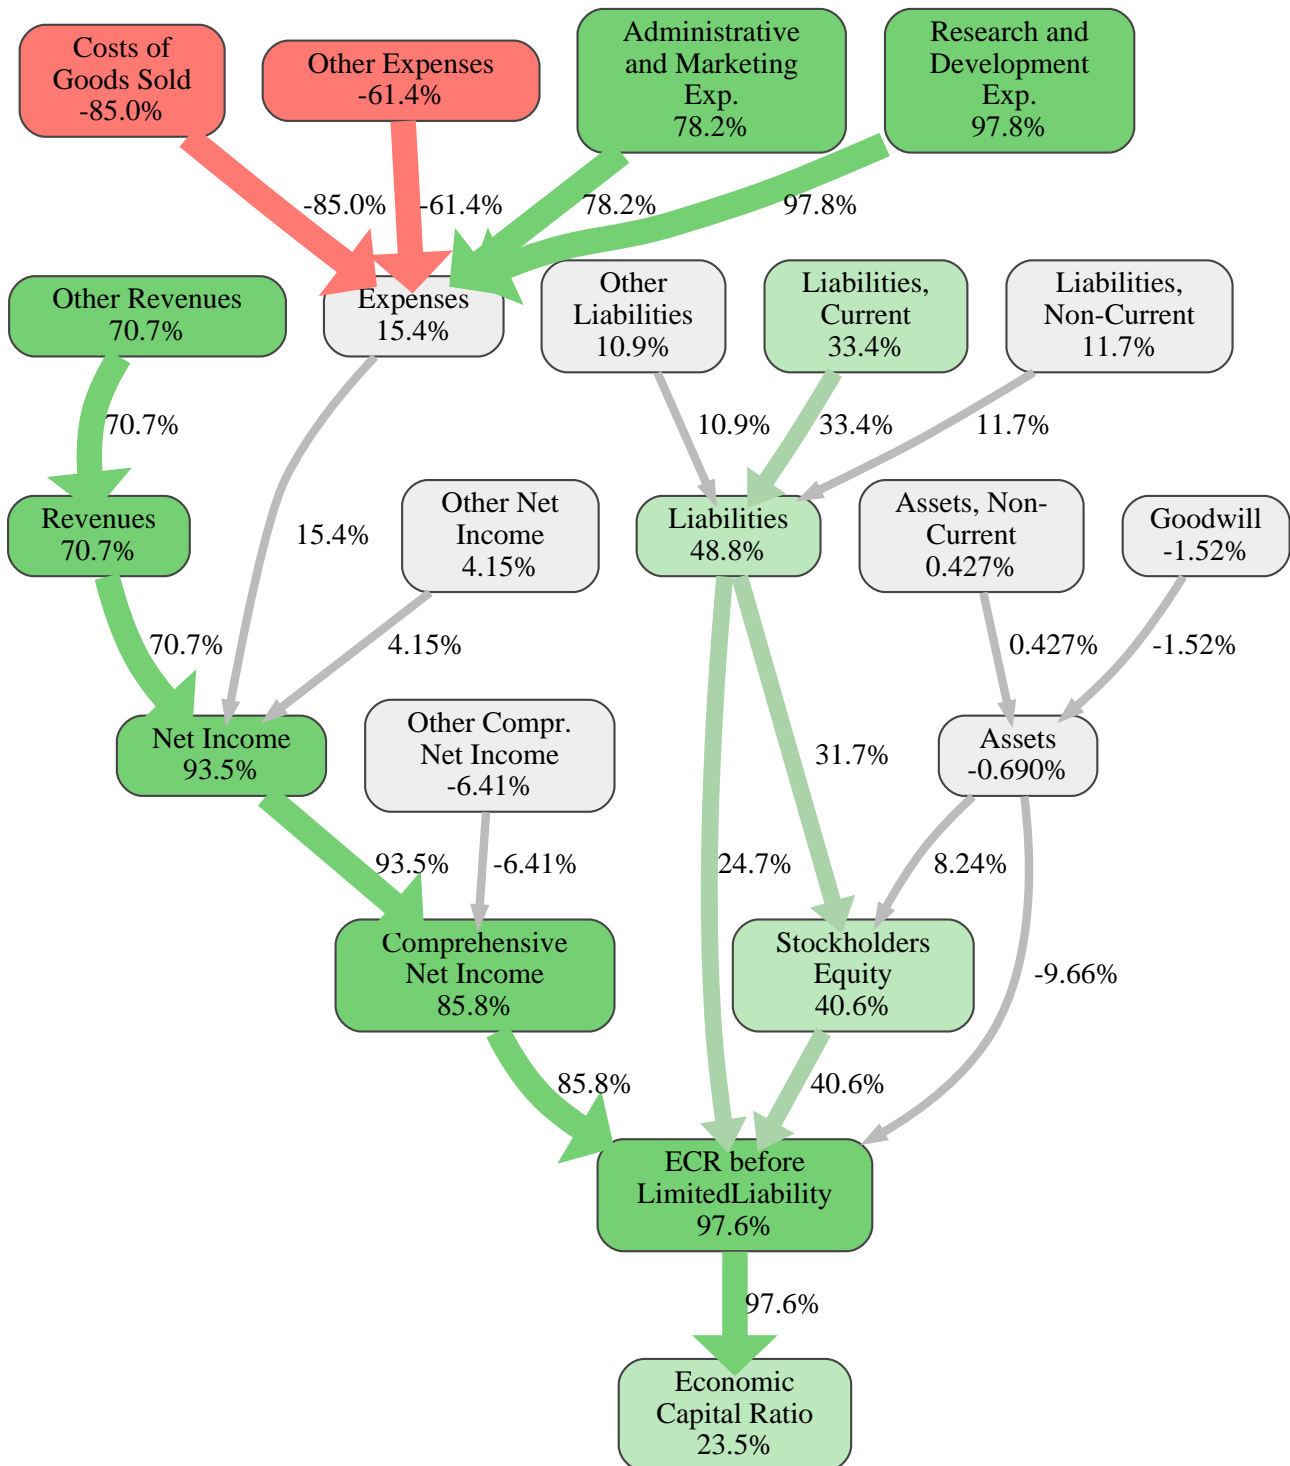 Costs of
Goods Sold
-85.0%
Other Expenses
-61.4%
Administrative
and Marketing
Exp.
78.2%
Research and
Development
Exp.
97.8%
-85.0%
-61.4%
78.2%
97.8%
Other Revenues
70.7%
Expenses
15.4%
Other
Liabilities
10.9%
Liabilities,
Current
33.4%
Liabilities,
Non-Current
11.7%
70.7%
10.9%
33.4%
11.7%
Revenues
70.7%
15.4%
Other Net
Income
4.15%
Liabilities
48.8%
Assets, Non-
Current
0.427%
Goodwill
-1.52%
70.7%
4.15%
0.427%
-1.52%
Net Income
93.5%
Other Compr.
Net Income
-6.41%
31.7%
Assets
-0.690%
93.5%
-6.41%
24.7%
8.24%
Comprehensive
Net Income
85.8%
Stockholders
Equity
40.6%
-9.66%
85.8%
40.6%
ECR before
LimitedLiability
97.6%
97.6%
Economic
Capital Ratio
23.5%